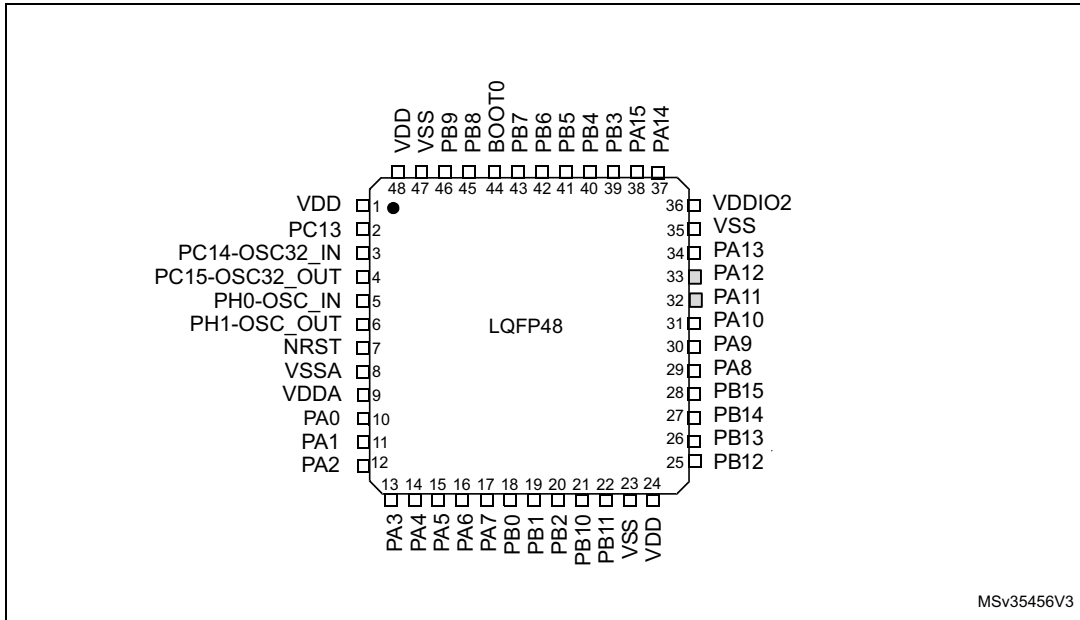 VDD
VSS
PB9
PB8
BOOT0
PB7
PB6
PB5
PB4
PB3
PA15
PA14
48 47 46 45 44 43 42 41 40 39 38 37
VDD 1
PC13 2
PC14-OSC32_IN 3
PC15-OSC32_OUT 4
PH0-OSC_IN 5
PH1-OSC_OUT 6
NRST 7
VSSA 8
VDDA 9
PA0 10
PA1 11
PA2 12
LQFP48
36 VDDIO2
35 VSS
34 PA13
33 PA12
32 PA11
31 PA10
30 PA9
29 PA8
28 PB15
27 PB14
26 PB13
25 PB12
13 14 15 16 17 18 19 20 21 22 23 24
PA3
PA4
PA5
PA6
PA7
PB0
PB1
PB2
PB10
PB11
VSS
VDD
MSv35456V3